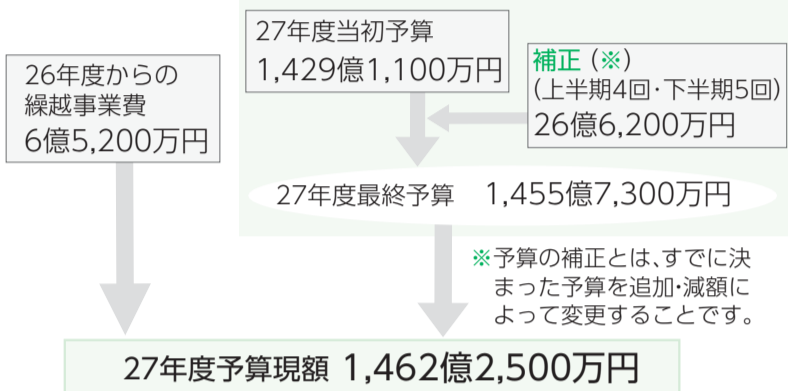 27年度当初予算
1,429億1,100万円
26年度からの
繰越事業費
6億5,200万円
補正（※）
(上半期4回・下半期5回)
26億6,200万円
27年度最終予算　1,455億7,300万円
※予算の補正とは、すでに決
まった予算を追加・減額に
よって変更することです。
27年度予算現額 1,462億2,500万円